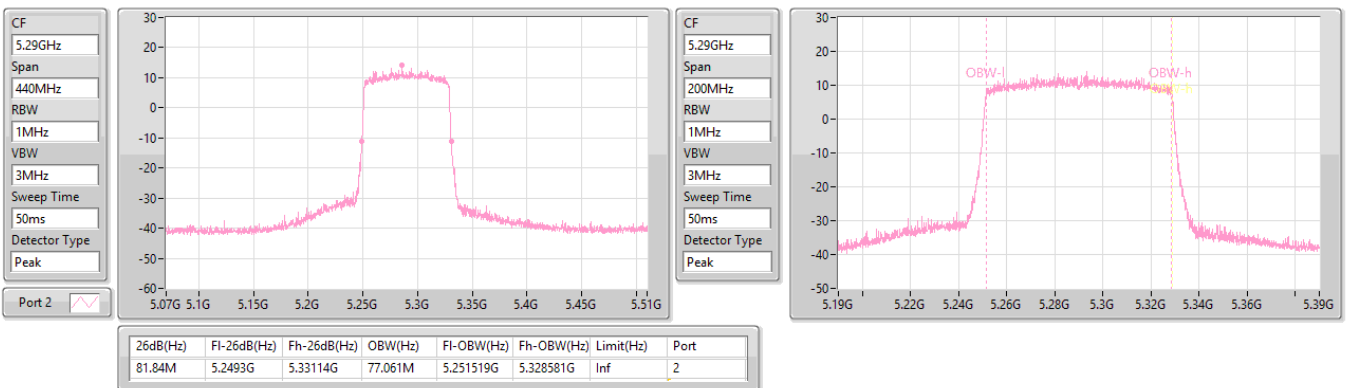 CF
5.29GHz
Span
440MHz
RBW
1MHz
VBW
3MHz
Sweep Time
50ms
Detector Type
Peak
Port 2
30
20
10
0
-10
-20
-30
-40
-50
-60
5.07G 5.1G 5.15G 5.2G 5.25G 5.3G 5.35G 5.4G 5.45G 5.51G
CF
5.29GHz
Span
200MHz
RBW
1MHz
VBW
3MHz
Sweep Time
50ms
Detector Type
Peak
30
20
10
0
-10
-20
-30
-40
-50
OBW-l OBW-h
5.19G 5.22G 5.24G 5.26G 5.28G 5.3G 5.32G 5.34G 5.36G 5.39G
26dB(Hz) Fl-26dB(Hz) Fh-26dB(Hz) OBW(Hz) Fl-OBW(Hz) Fh-OBW(Hz) Limit(Hz) Port
81.84M 5.2493G 5.33114G 77.061M 5.251519G 5.328581G Inf 2